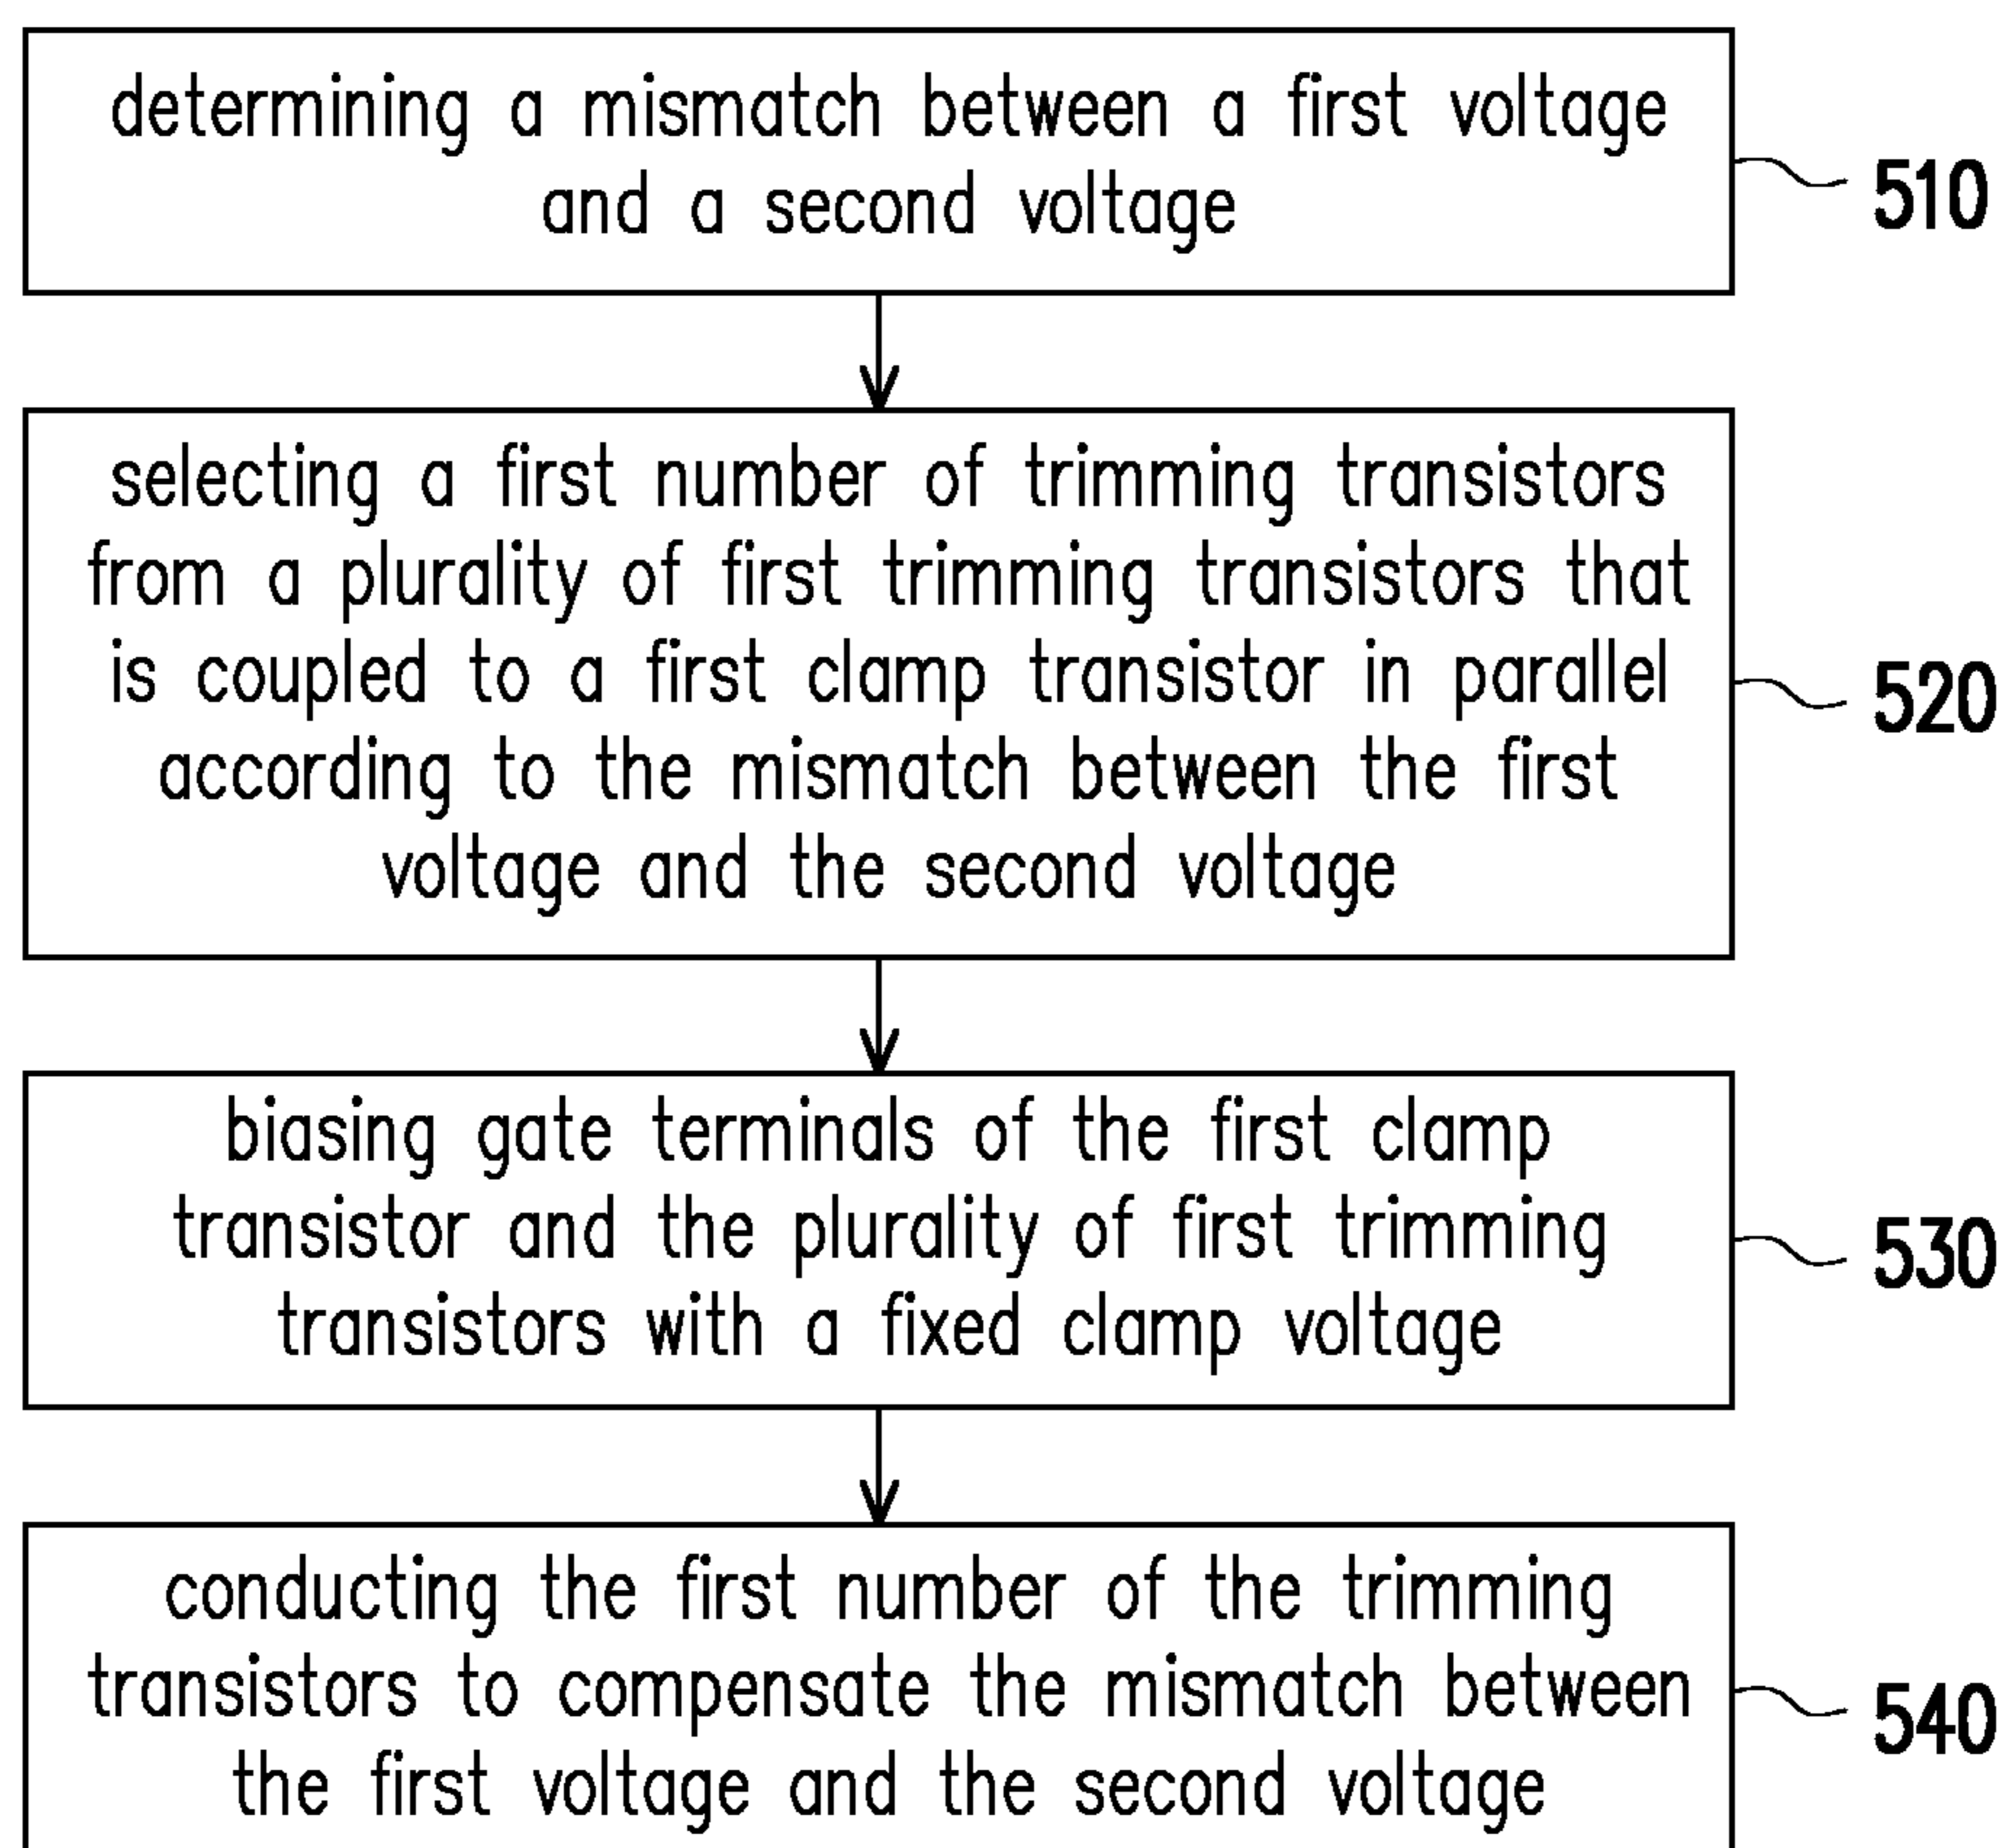 determining a mismatch between a first voltage
and a second voltage
510
selecting a first number of trimming transistors
from a plurality of first trimming transistors that
is coupled to a first clamp transistor in parallel
according to the mismatch between the first
voltage and the second voltage
520
biasing gate terminals of the first clamp
transistor and the plurality of first trimming
transistors with a fixed clamp voltage
530
conducting the first number of the trimming
transistors to compensate the mismatch between
the first voltage and the second voltage
540